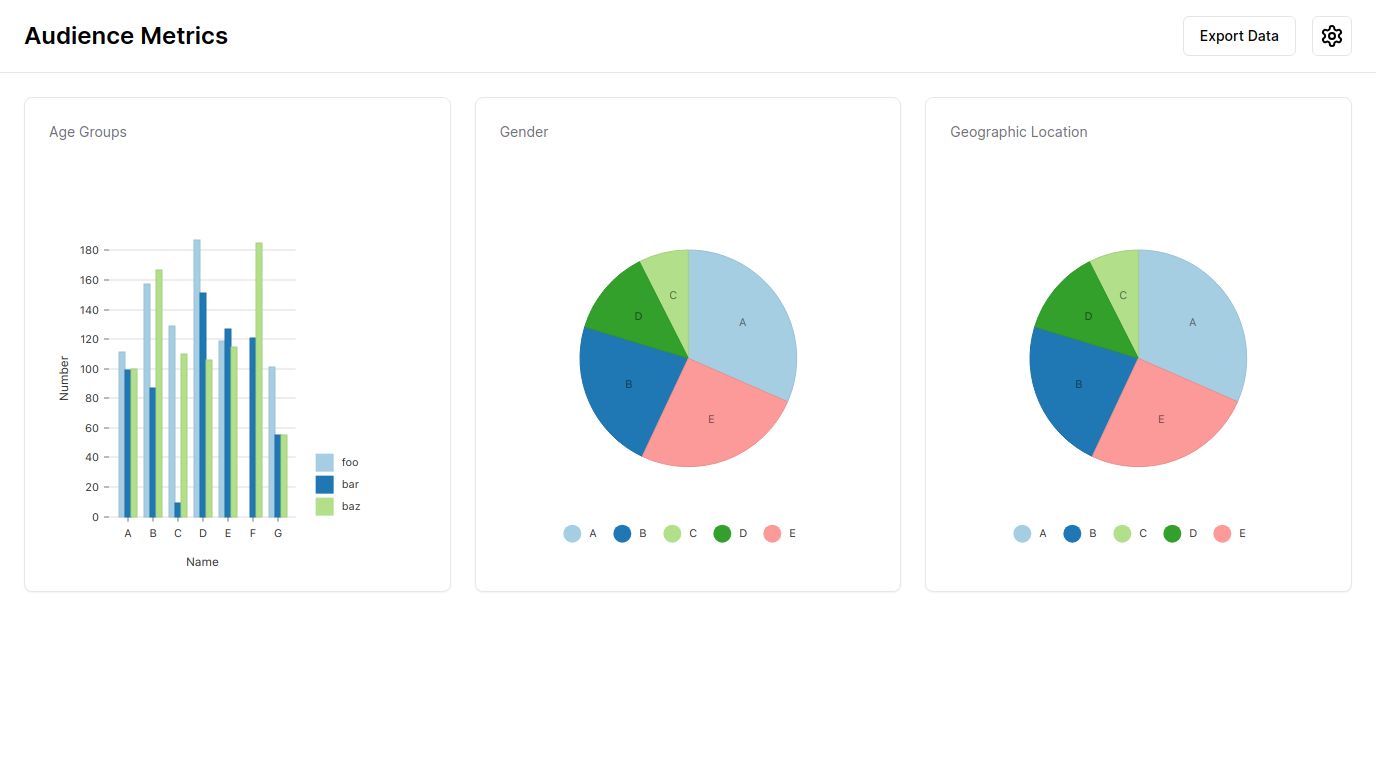 Audience Metrics
Export Data
Age Groups
Number
180
160
140
120
100
80
60
40
20
0
A B C D E F G
Name
foo
bar
baz
Gender
A
B
C
D
E
A B C D E
Geographic Location
A
B
C
D
E
A B C D E